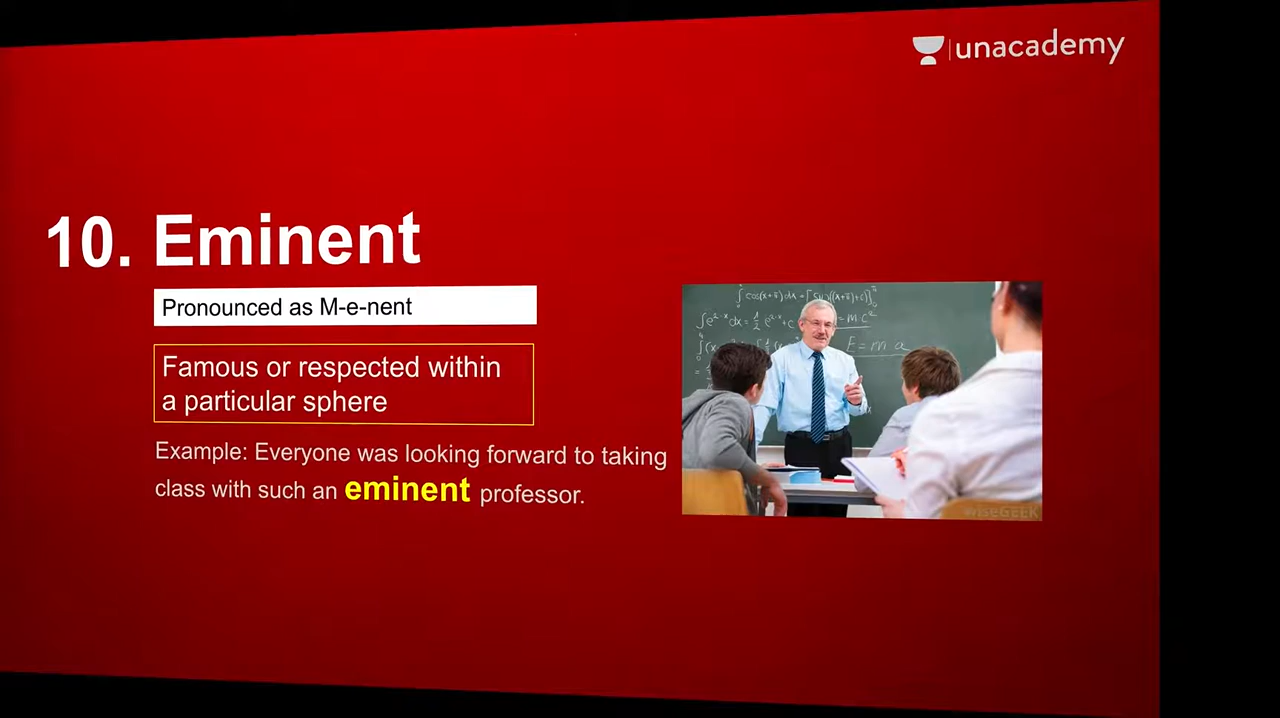 unacademy
10. Eminent
Pronounced as M-e-nent
Famous or respected within
a particular sphere
Example: Everyone was looking forward to taking
class with such an eminent professor.
E = m a
wiseGEEK